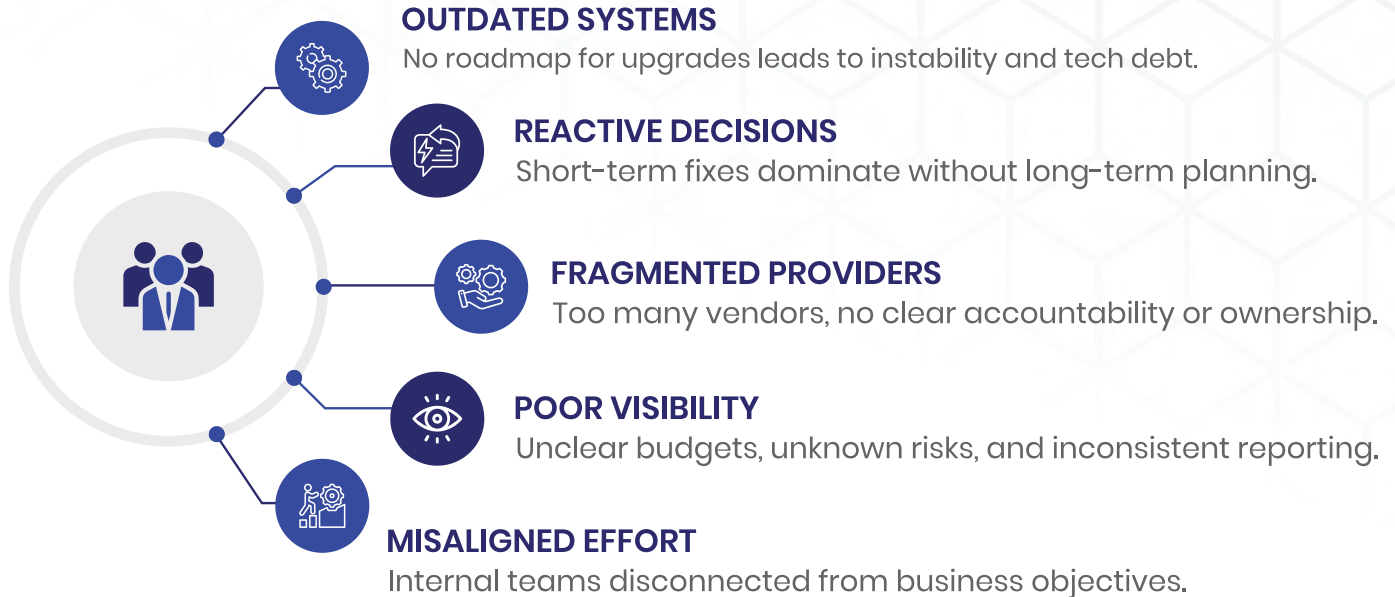 OUTDATED SYSTEMS
No roadmap for upgrades leads to instability and tech debt.
REACTIVE DECISIONS
Short-term fixes dominate without long-term planning.
FRAGMENTED PROVIDERS
Too many vendors, no clear accountability or ownership.
POOR VISIBILITY
Unclear budgets, unknown risks, and inconsistent reporting.
MISALIGNED EFFORT
Internal teams disconnected from business objectives.